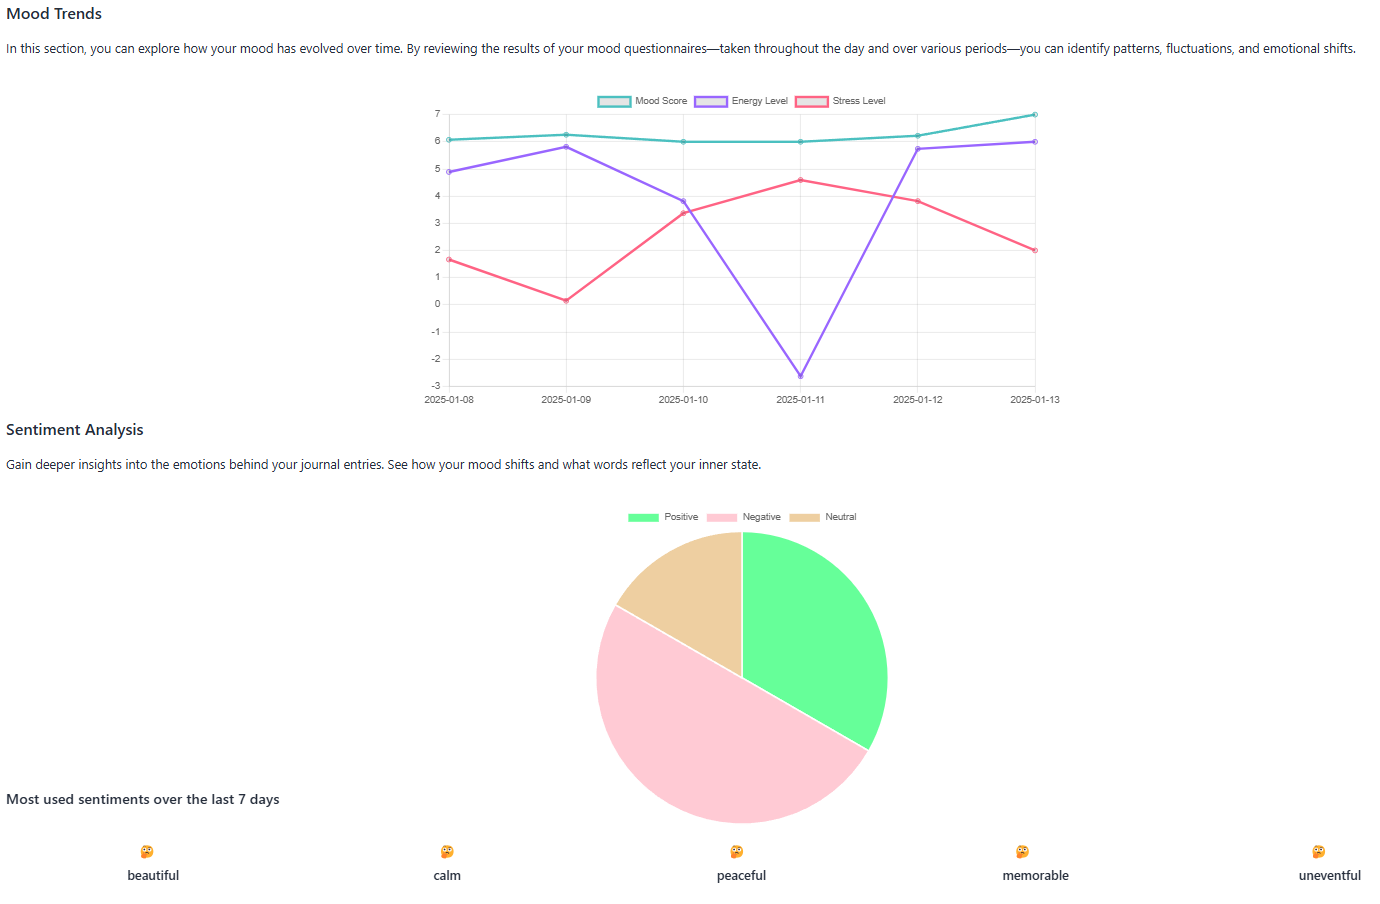 Mood Trends
In this section, you can explore how your mood has evolved over time. By reviewing the results of your mood questionnaires—taken throughout the day and over various periods—you can identify patterns, fluctuations, and emotional shifts.
Mood Score Energy Level Stress Level
7
6
5
4
3
2
1
0
-1
-2
-3
2025-01-08 2025-01-09 2025-01-10 2025-01-11 2025-01-12 2025-01-13
Sentiment Analysis
Gain deeper insights into the emotions behind your journal entries. See how your mood shifts and what words reflect your inner state.
Positive Negative Neutral
Most used sentiments over the last 7 days
beautiful calm peaceful memorable uneventful